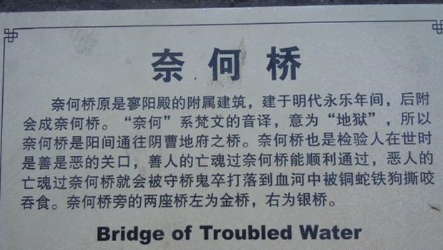 奈何桥
奈何桥原是寥阳殿的附属建筑，建于明代永乐年间，后附
会成奈何桥。“奈何”系梵文的音译，意为“地狱”，所以
奈何桥是阳间通往阴曹地府之桥。奈何桥也是检验人在世时
是善是恶的关口，善人的亡魂过奈何桥能顺利通过，恶人的
亡魂过奈何桥就会被守桥鬼卒打落到血河中被铜蛇铁狗撕咬
吞食。奈何桥旁的两座桥左为金桥，右为银桥。
Bridge of Troubled Water